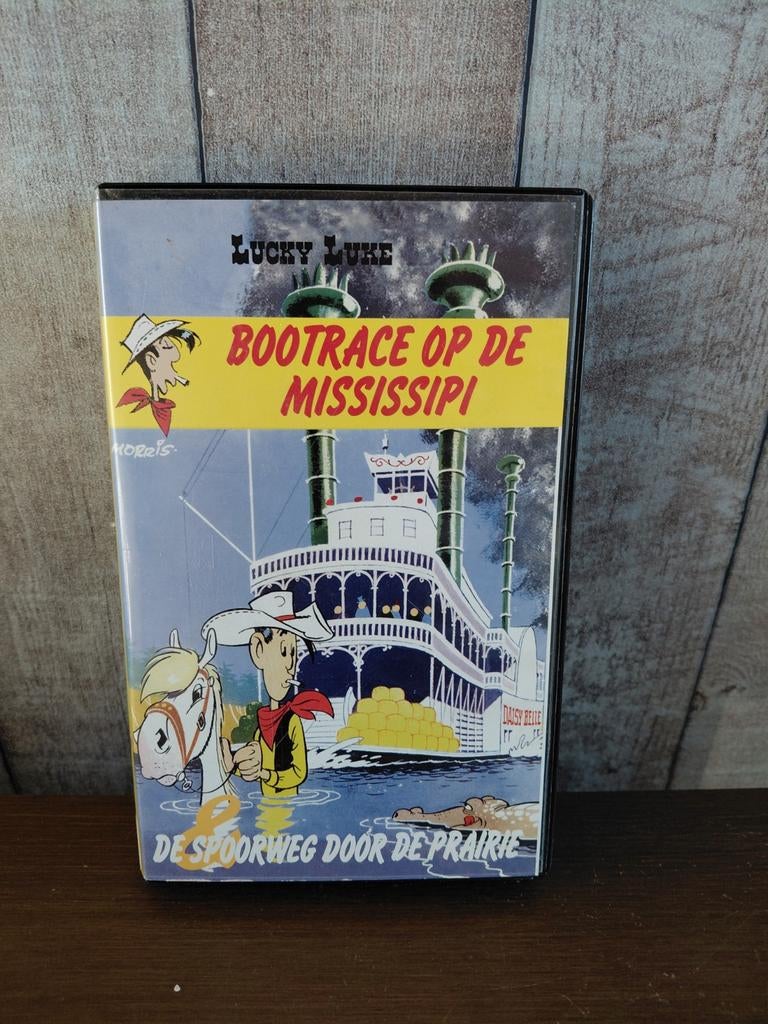 LUCKY LUKE
BOOTRACE OP DE
MISSISSIPI
MORRIS-
DAISY BELLE
&
DE SPOORWEG DOOR DE PRAIRIE